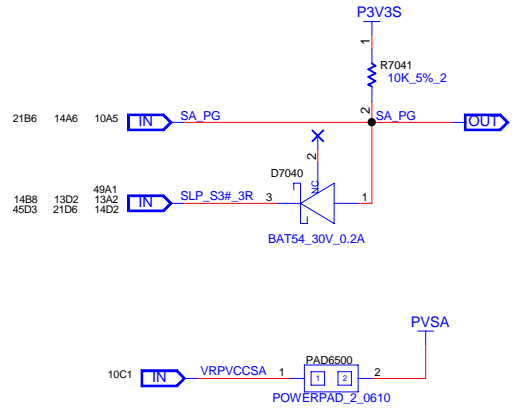 P3V3S
1
R7041
10K_5%_2
2
21B6 14A6 10A5 IN SA_PG SA_PG OUT
2
NC
D7040
49A1
14B8 13D2 13A2 IN SLP_S3#_3R 3 1
45D3 21D6 14D2
BAT54_30V_0.2A
PVSA
PAD6500
10C1 IN VRPVCCSA 1 1 2 2
POWERPAD_2_0610